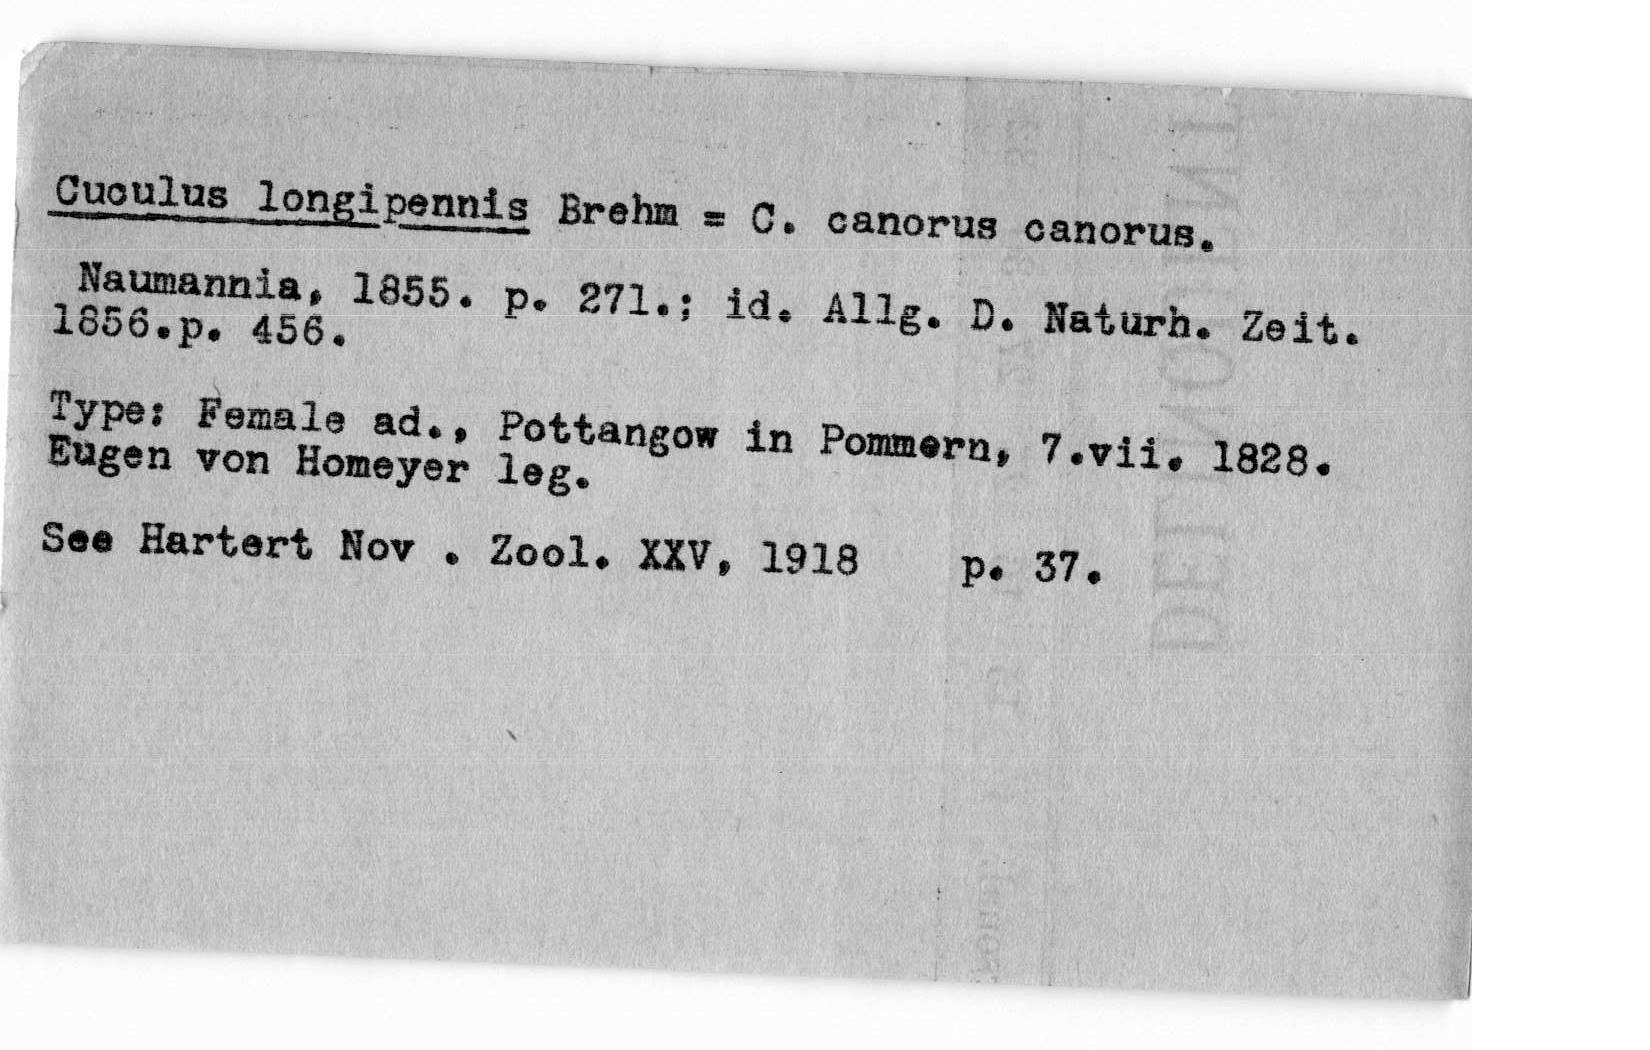 Cuculus longipennis Brehm = C. canorus canorus.
Naumannia, 1855. p. 271.; id. Allg. D. Naturh. Zeit.
1856.p. 456.
Type: Female ad., Pottangow in Pommern, 7.vii. 1828.
Eugen von Homeyer leg.
See Hartert Nov . Zool. XXV, 1918 p. 37.